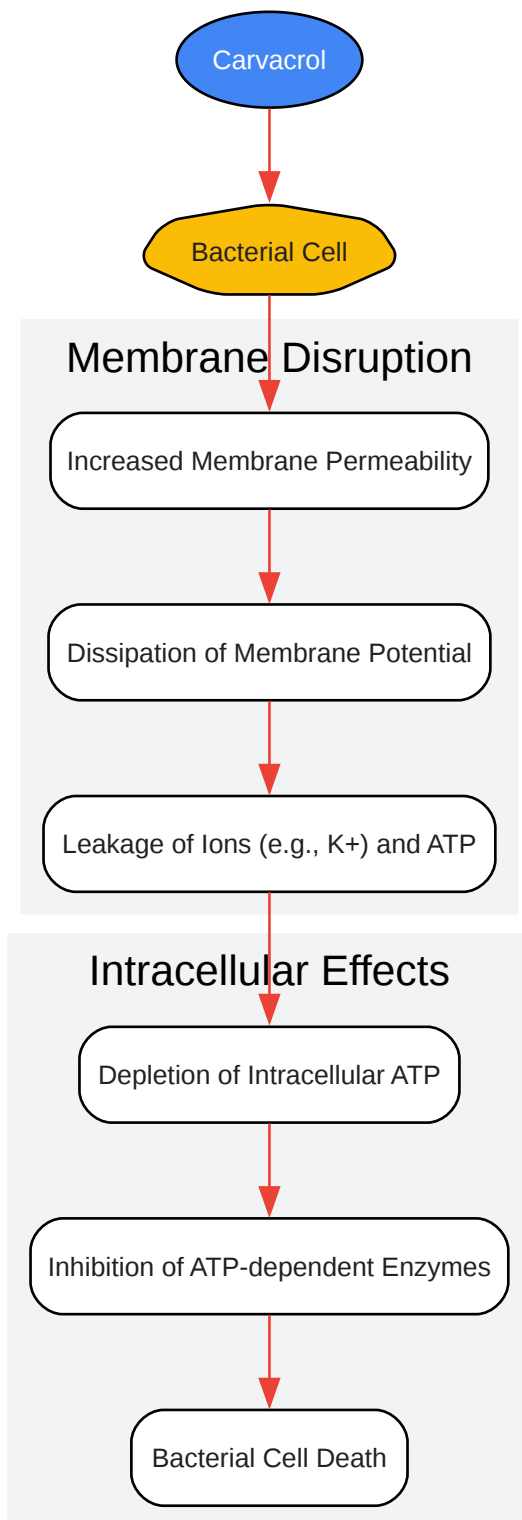 Carvacrol
Bacterial Cell
Membrane Disruption
Increased Membrane Permeability
Dissipation of Membrane Potential
Leakage of Ions (e.g., K+) and ATP
Intracellular Effects
Depletion of Intracellular ATP
Inhibition of ATP-dependent Enzymes
Bacterial Cell Death